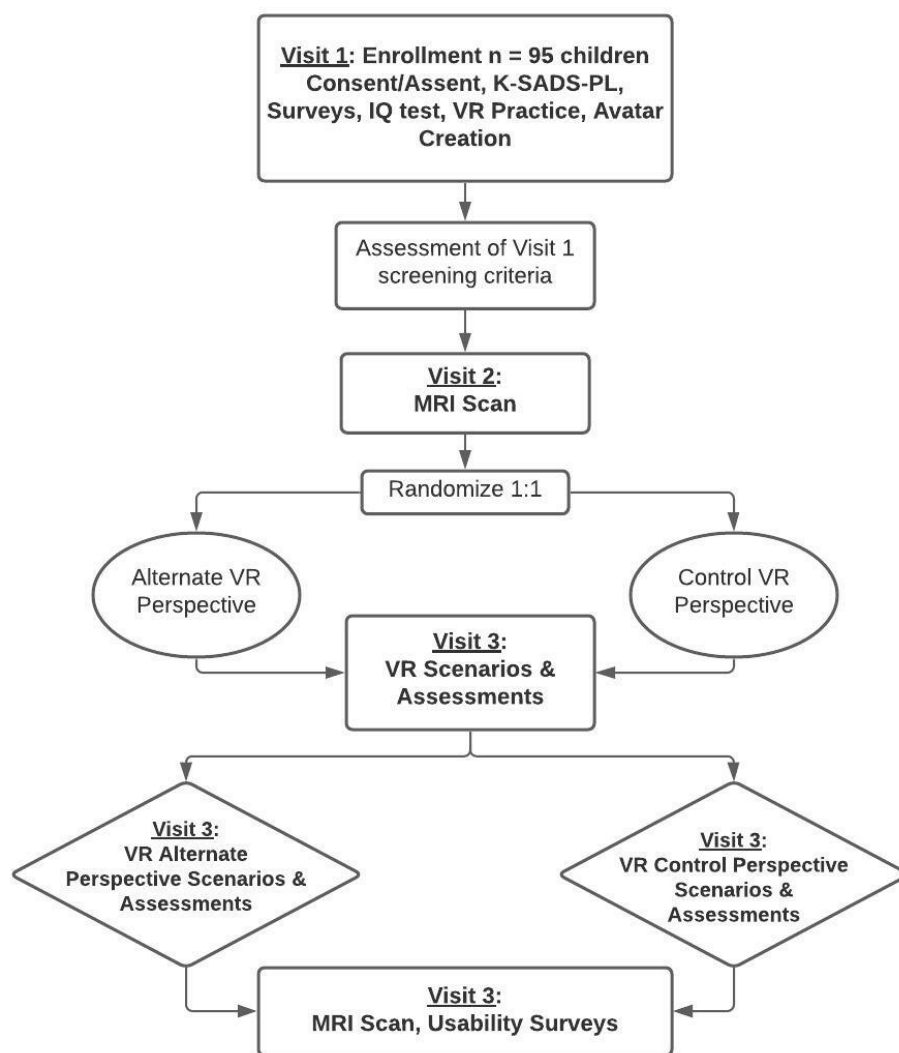 Visit 1: Enrollment n = 95 children
Consent/Assent, K-SADS-PL,
Surveys, IQ test, VR Practice, Avatar
Creation
Assessment of Visit 1
screening criteria
Visit 2:
MRI Scan
Randomize 1:1
Alternate VR
Perspective
Control VR
Perspective
Visit 3:
VR Scenarios &
Assessments
Visit 3:
VR Alternate
Perspective Scenarios &
Assessments
Visit 3:
VR Control Perspective
Scenarios &
Assessments
Visit 3:
MRI Scan, Usability Surveys